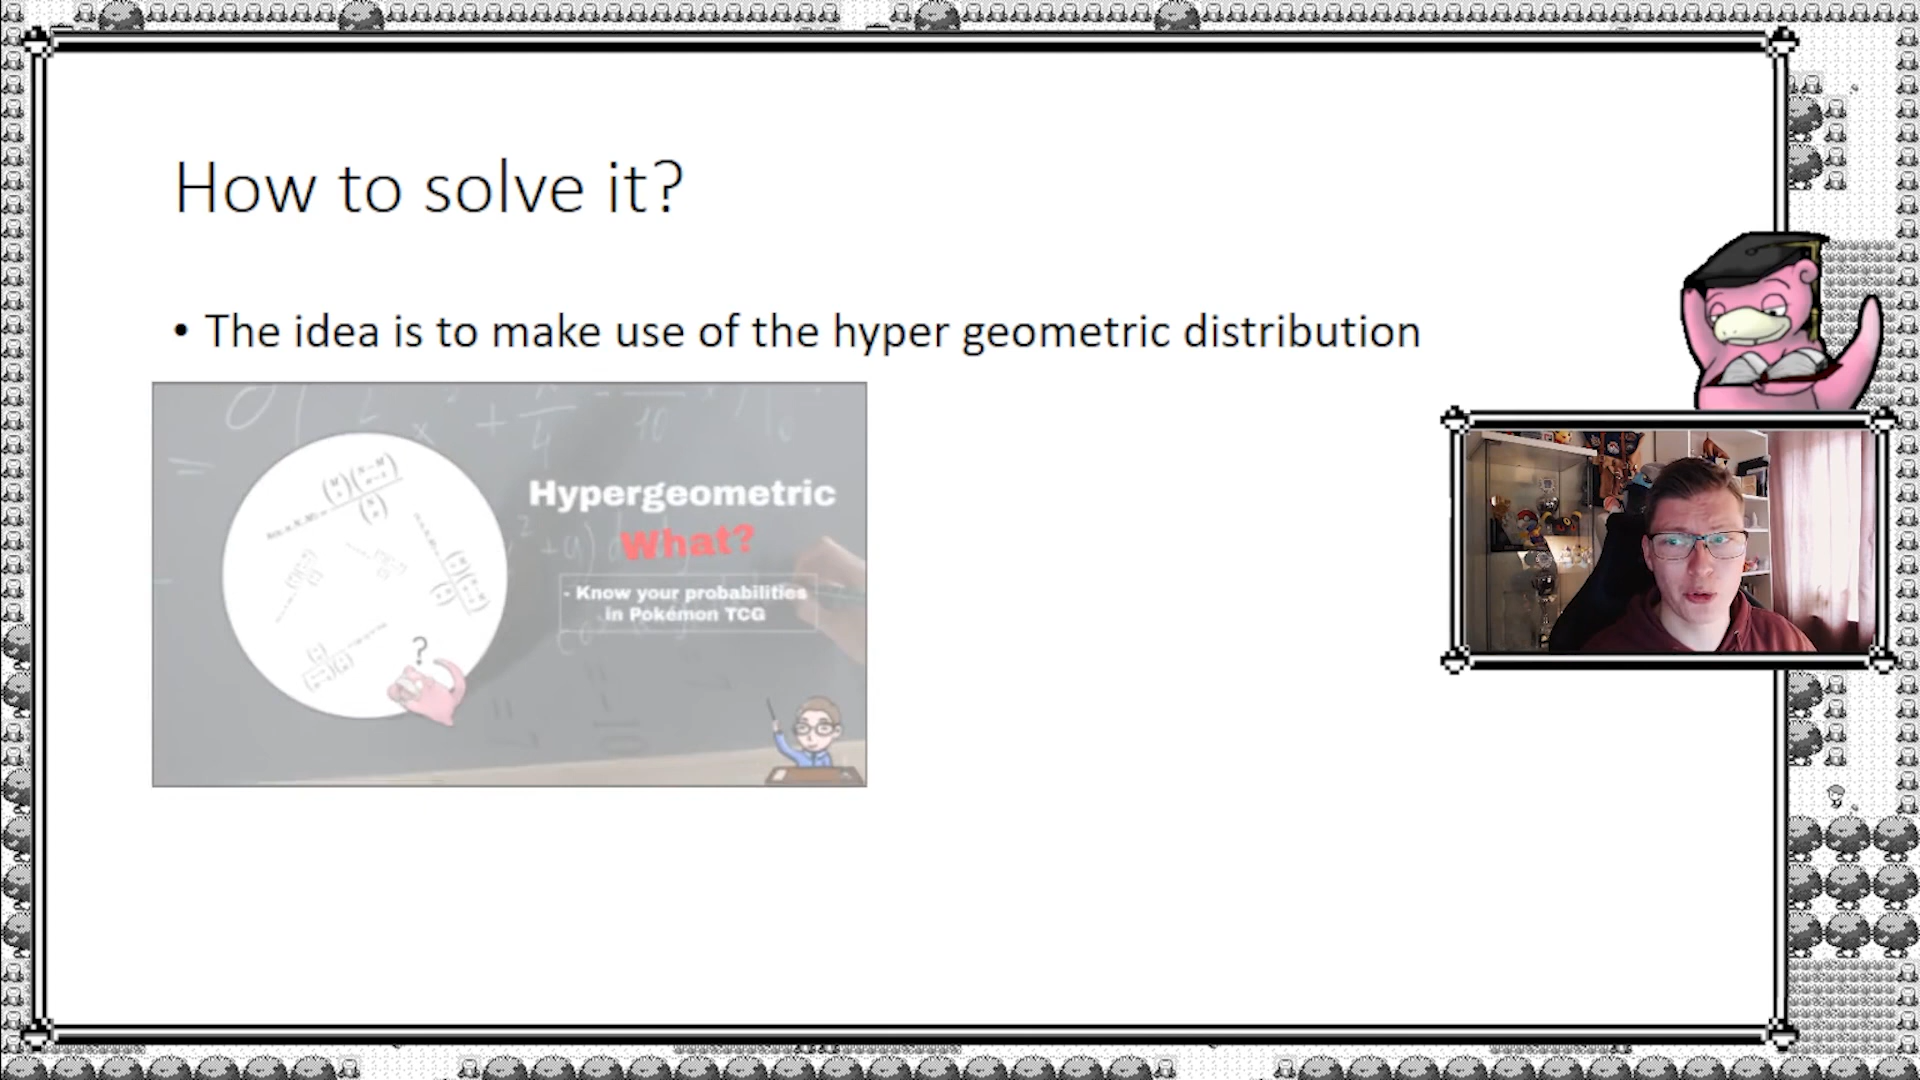 How to solve it?
• The idea is to make use of the hyper geometric distribution
Hypergeometric
What?
- Know your probabilities
in Pokémon TCG
?